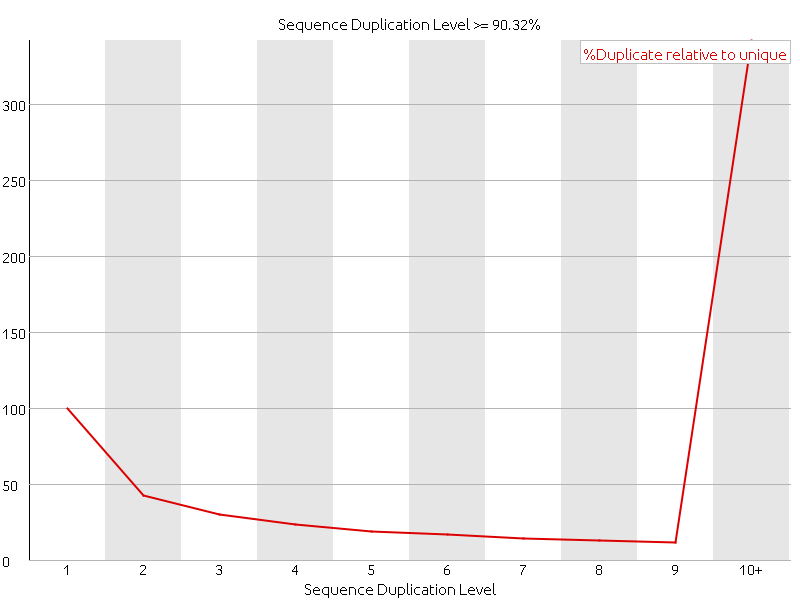 Sequence Duplication Level >= 90.32%
%Duplicate relative to unique
300
250
200
150
100
50
0
1 2 3 4 5 6 7 8 9 10+
Sequence Duplication Level